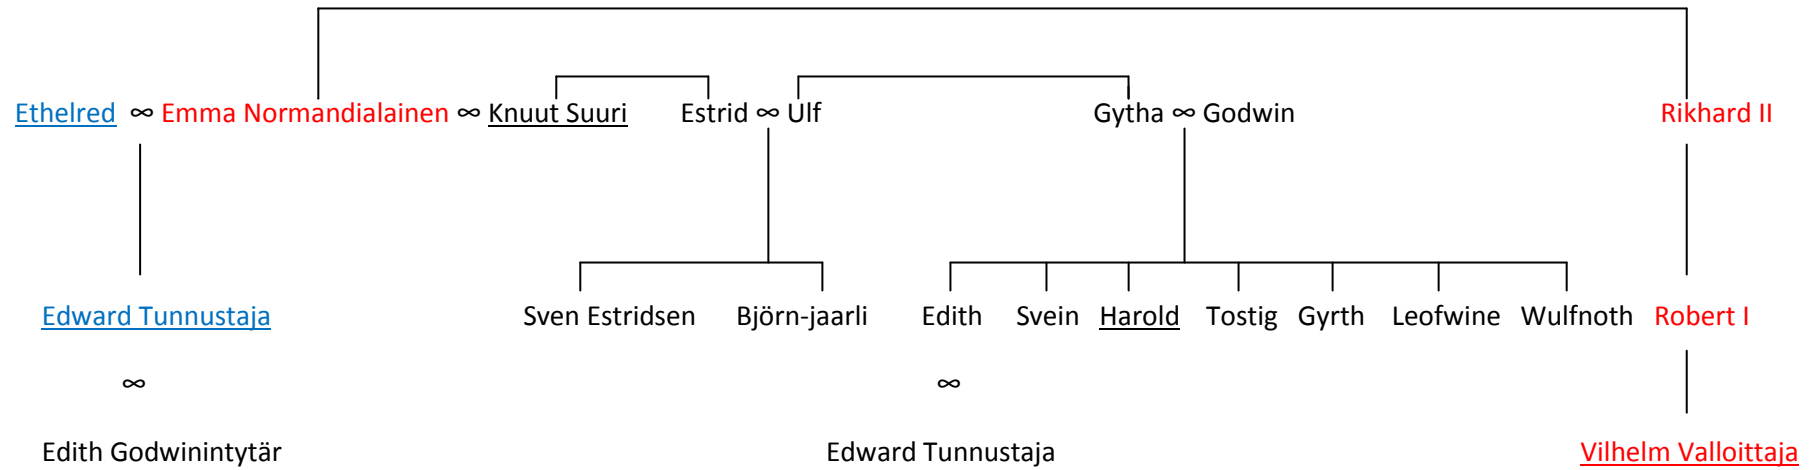 Ethelred ∞ Emma Normandialainen ∞ Knuut Suuri Estrid ∞ Ulf Gytha ∞ Godwin Rikhard II
Edward Tunnustaja Sven Estridsen Björn-jaarli Edith Svein Harold Tostig Gyrth Leofwine Wulfnoth Robert I
∞ ∞
Edith Godwinintytär Edward Tunnustaja Vilhelm Valloittaja